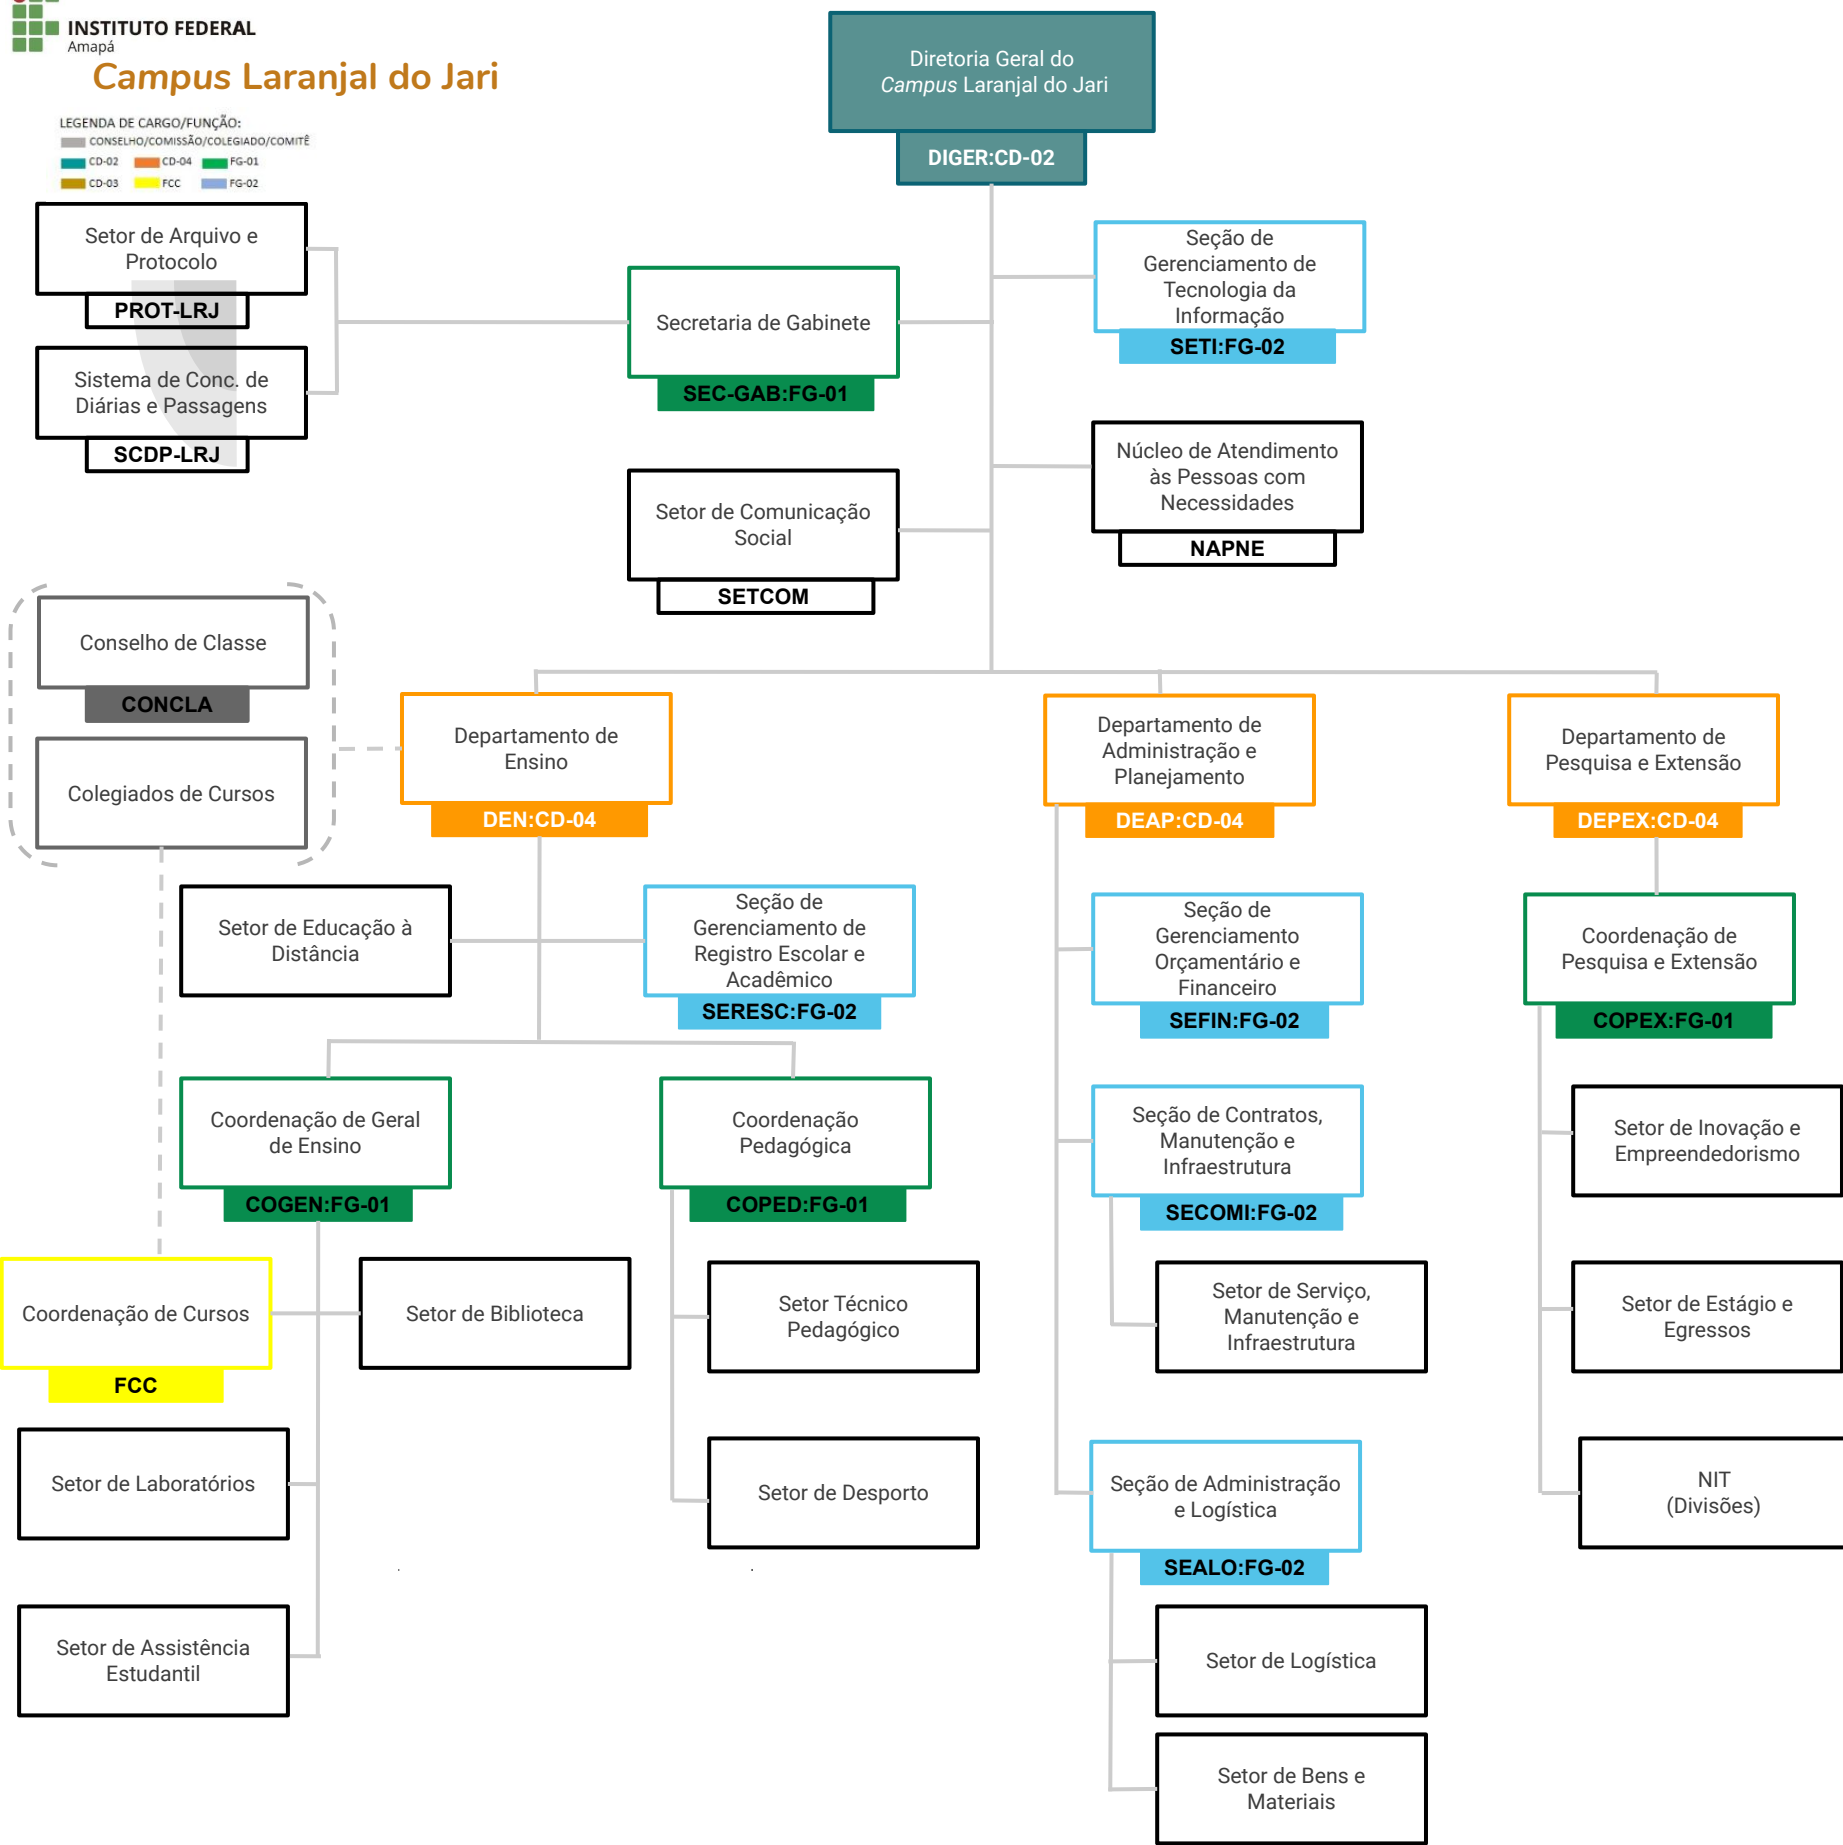 INSTITUTO FEDERAL
Amapá
Campus Laranjal do Jari
LEGENDA DE CARGO/FUNÇÃO:
CONSELHO/COMISSÃO/COLEGIADO/COMITÊ
CD-02 CD-04 FG-01
CD-03 FCC FG-02
Diretoria Geral do
Campus Laranjal do Jari
DIGER:CD-02
Setor de Arquivo e
Protocolo
PROT-LRJ
Sistema de Conc. de
Diárias e Passagens
SCDP-LRJ
Secretaria de Gabinete
SEC-GAB:FG-01
Seção de
Gerenciamento de
Tecnologia da
Informação
SETI:FG-02
Setor de Comunicação
Social
SETCOM
Núcleo de Atendimento
às Pessoas com
Necessidades
NAPNE
Conselho de Classe
CONCLA
Colegiados de Cursos
Departamento de
Ensino
DEN:CD-04
Departamento de
Administração e
Planejamento
DEAP:CD-04
Departamento de
Pesquisa e Extensão
DEPEX:CD-04
Setor de Educação à
Distância
Seção de
Gerenciamento de
Registro Escolar e
Acadêmico
SERESC:FG-02
Seção de
Gerenciamento
Orçamentário e
Financeiro
SEFIN:FG-02
Coordenação de
Pesquisa e Extensão
COPEX:FG-01
Coordenação de Geral
de Ensino
COGEN:FG-01
Coordenação
Pedagógica
COPED:FG-01
Seção de Contratos,
Manutenção e
Infraestrutura
SECOMI:FG-02
Setor de Inovação e
Empreendedorismo
Coordenação de Cursos
FCC
Setor de Biblioteca
Setor Técnico
Pedagógico
Setor de Serviço,
Manutenção e
Infraestrutura
Setor de Estágio e
Egressos
Setor de Laboratórios
Setor de Desporto
Seção de Administração
e Logística
SEALO:FG-02
NIT
(Divisões)
Setor de Assistência
Estudantil
Setor de Logística
Setor de Bens e
Materiais